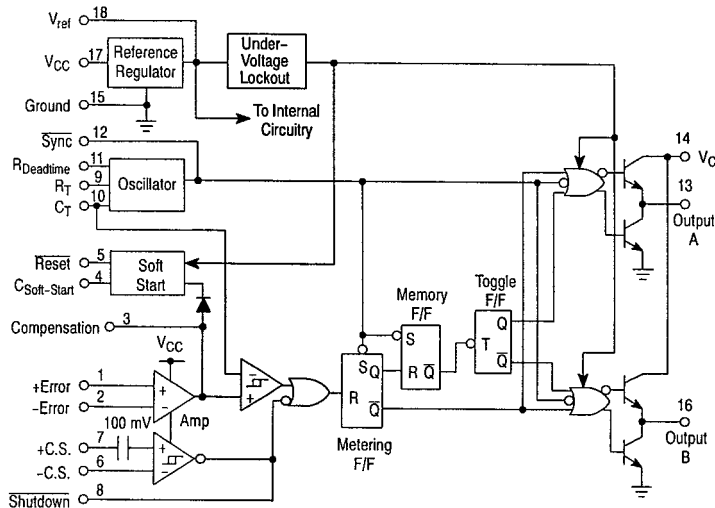 Vref 18
VCC 17
Reference Regulator
Under-Voltage Lockout
Ground 15
To Internal Circuitry
Sync 12
RDeadtime 11
RT 9
CT 10
Oscillator
Reset 5
CSoft-Start 4
Soft Start
Compensation 3
VCC
+Error 1
–Error 2
+
–
Amp
100 mV
+C.S. 7
–C.S. 6
+
–
Shutdown 8
–
+
S
Q
R
Q
Metering F/F
Memory F/F
S
R
Q
Toggle F/F
Q
T
Q
14 VC
13
Output A
16
Output B